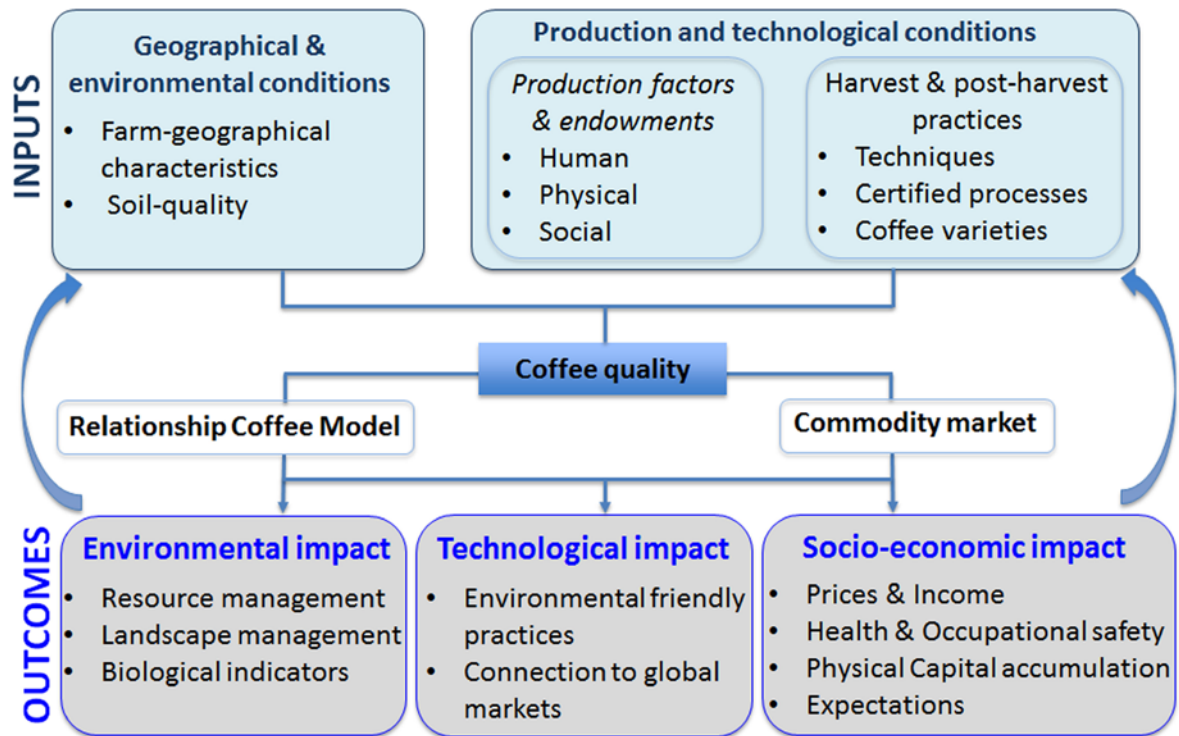 INPUTS
Geographical &
environmental conditions
• Farm-geographical
characteristics
• Soil-quality
Production and technological conditions
Production factors
& endowments
• Human
• Physical
• Social
Harvest & post-harvest
practices
• Techniques
• Certified processes
• Coffee varieties
Coffee quality
Relationship Coffee Model
Commodity market
OUTCOMES
Environmental impact
• Resource management
• Landscape management
• Biological indicators
Technological impact
• Environmental friendly
practices
• Connection to global
markets
Socio-economic impact
• Prices & Income
• Health & Occupational safety
• Physical Capital accumulation
• Expectations